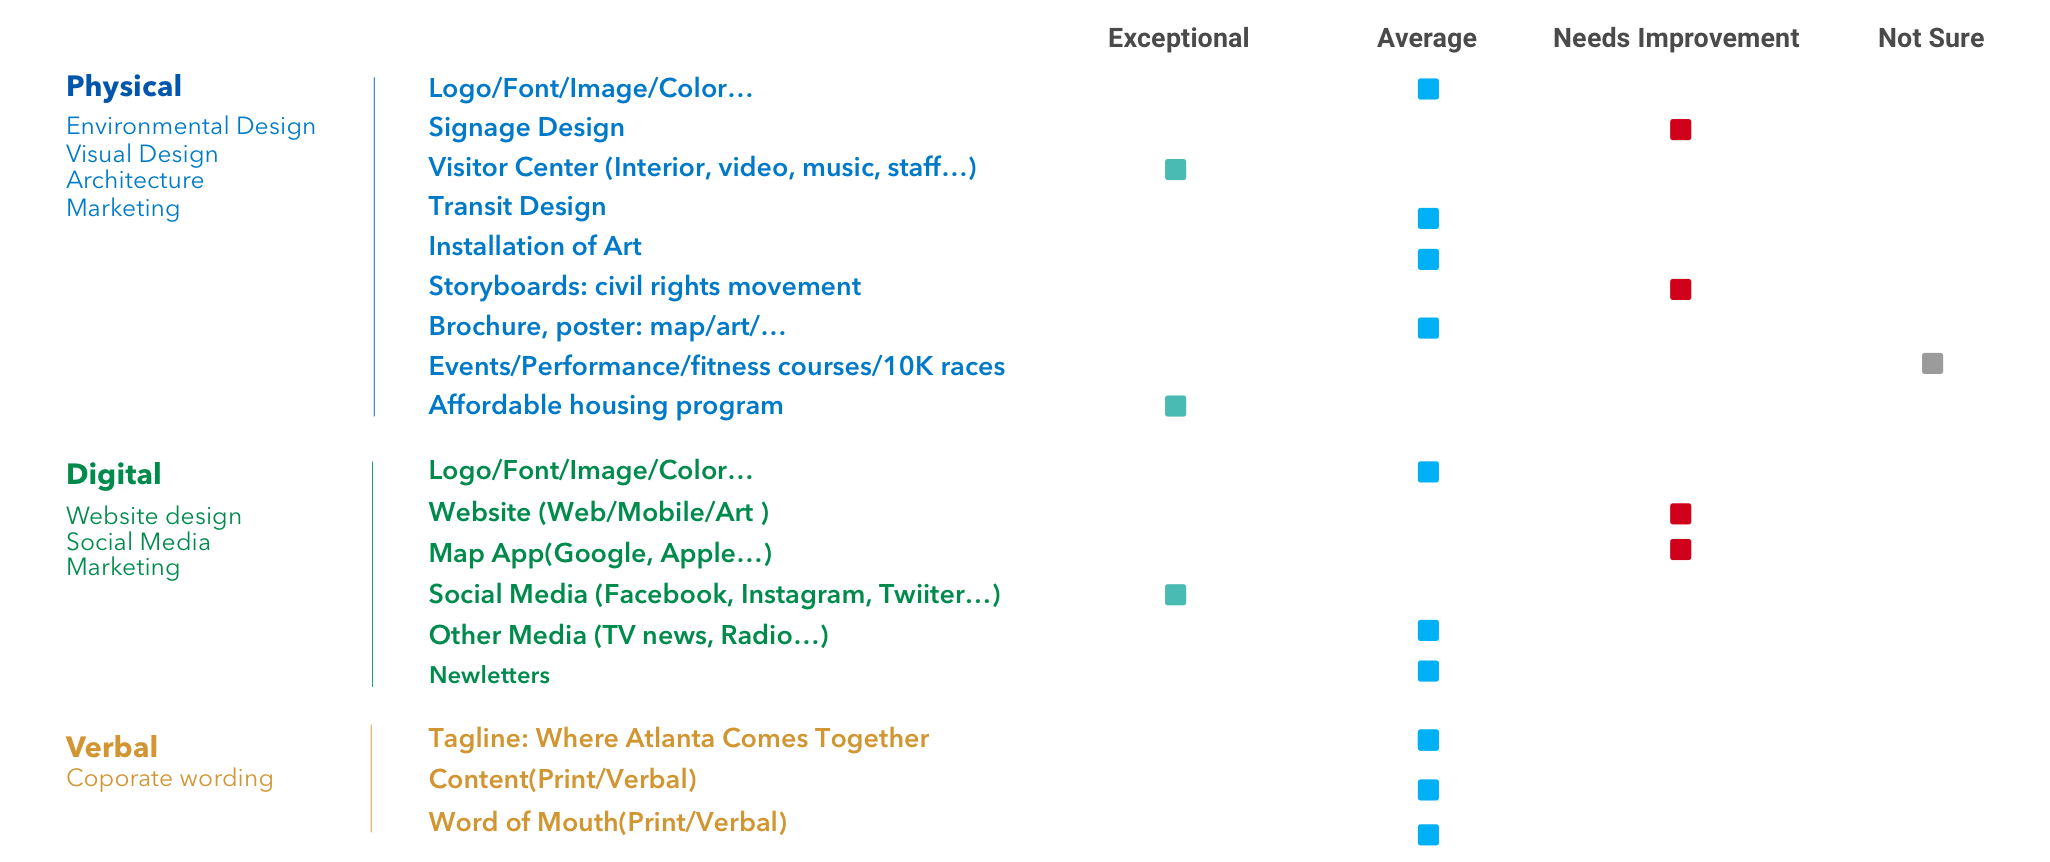 Exceptional Average Needs Improvement Not Sure
Physical
Environmental Design
Visual Design
Architecture
Marketing
Logo/Font/Image/Color…
Signage Design
Visitor Center (Interior, video, music, staff…)
Transit Design
Installation of Art
Storyboards: civil rights movement
Brochure, poster: map/art/…
Events/Performance/fitness courses/10K races
Affordable housing program
Digital
Website design
Social Media
Marketing
Logo/Font/Image/Color…
Website (Web/Mobile/Art )
Map App(Google, Apple…)
Social Media (Facebook, Instagram, Twiiter…)
Other Media (TV news, Radio…)
Newletters
Verbal
Coporate wording
Tagline: Where Atlanta Comes Together
Content(Print/Verbal)
Word of Mouth(Print/Verbal)